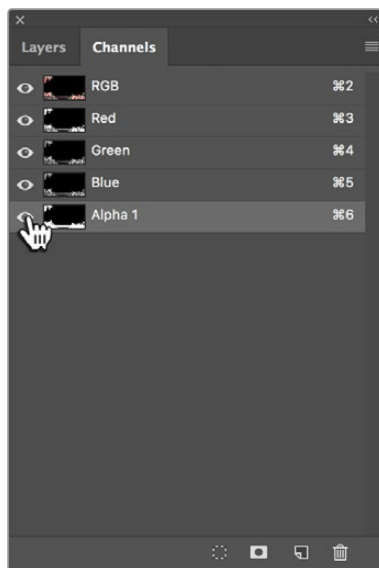 Layers Channels
RGB ⌘2
Red ⌘3
Green ⌘4
Blue ⌘5
Alpha 1 ⌘6